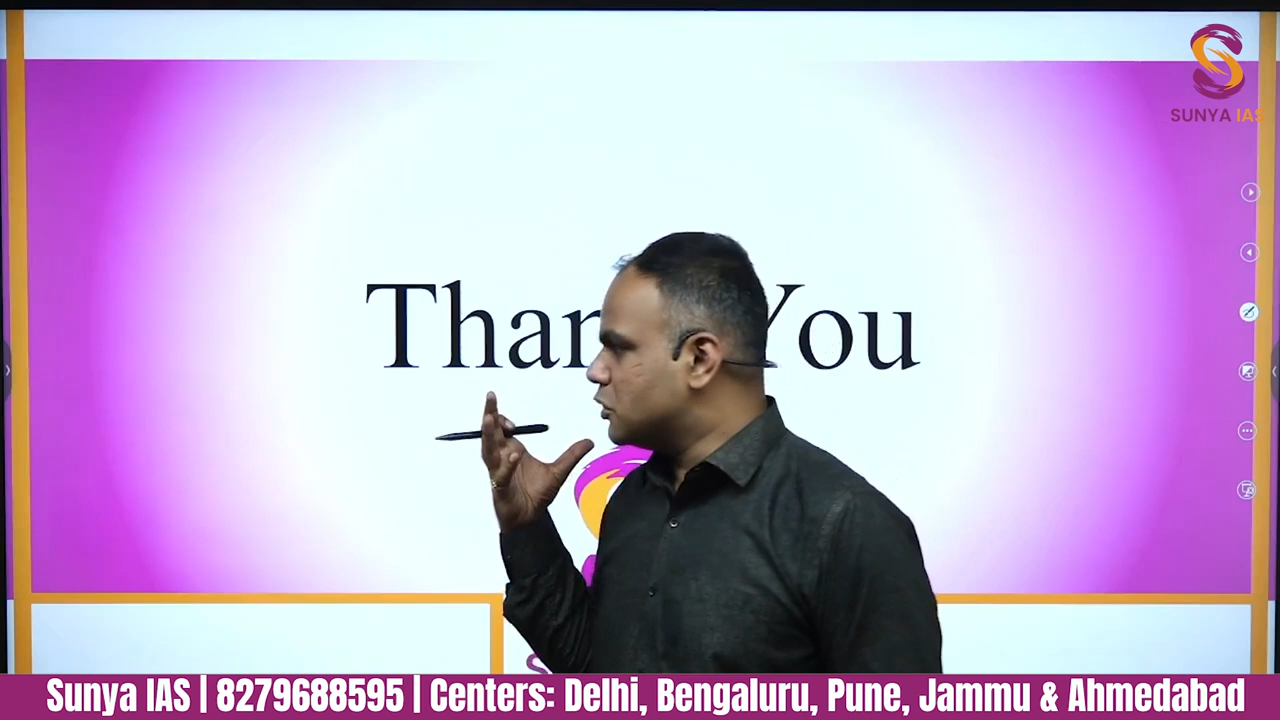 SUNYA IAS
Than You
Sunya IAS | 8279688595 | Centers: Delhi, Bengaluru, Pune, Jammu & Ahmedabad